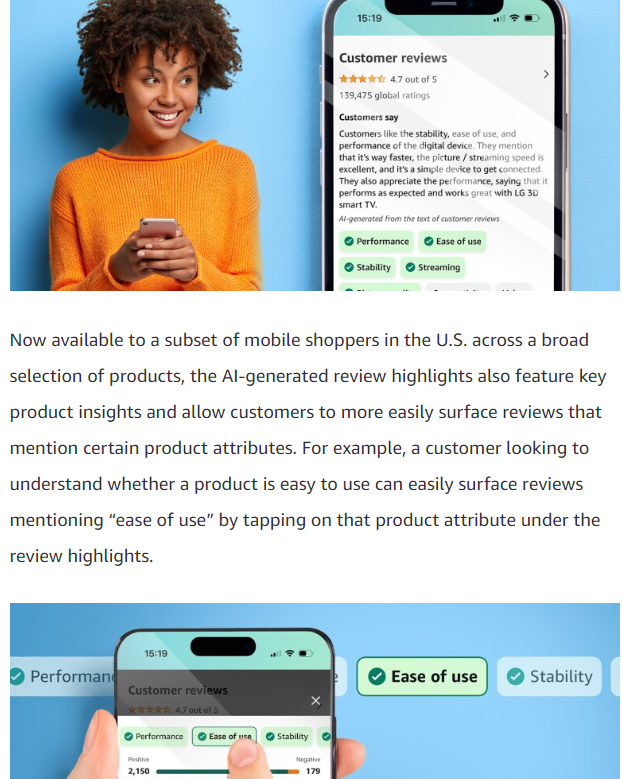 15:19
Customer reviews
4.7 out of 5
139,475 global ratings
Customers say
Customers like the stability, ease of use, and
performance of the digital device. They mention
that it's way faster, the picture / streaming speed is
excellent, and it's a simple device to get connected.
They also appreciate the performance, saying that it
performs as expected and works great with LG 3D
smart TV.
AI-generated from the text of customer reviews
Performance Ease of use
Stability Streaming
Now available to a subset of mobile shoppers in the U.S. across a broad
selection of products, the AI-generated review highlights also feature key
product insights and allow customers to more easily surface reviews that
mention certain product attributes. For example, a customer looking to
understand whether a product is easy to use can easily surface reviews
mentioning “ease of use” by tapping on that product attribute under the
review highlights.
15:19
Performanc Ease of use Stability
Customer reviews
4.7 out of 5
Performance Ease of use Stability
Positive Negative
2,150 179